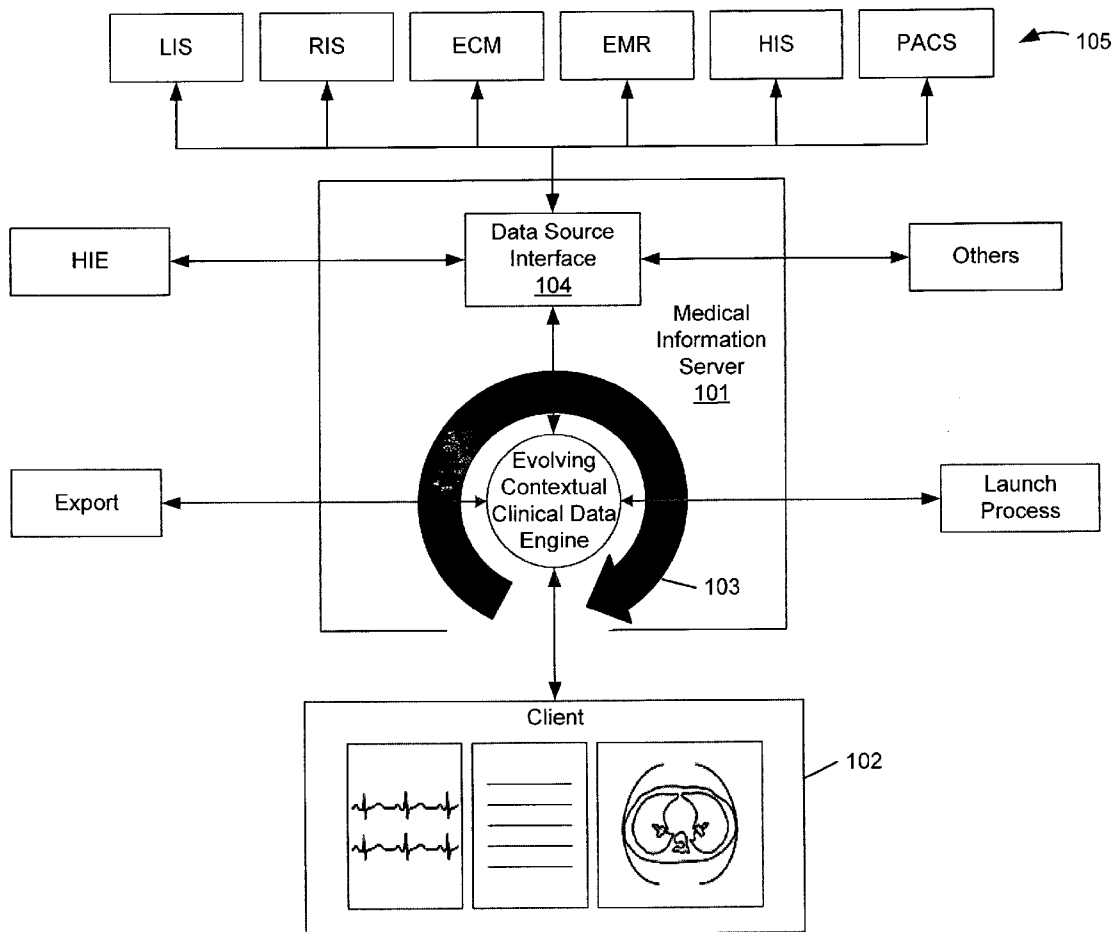 LIS
RIS
ECM
EMR
HIS
PACS
105
Data Source
Interface
104
HIE
Others
Medical
Information
Server
101
Evolving
Contextual
Clinical Data
Engine
Export
Launch
Process
103
Client
102